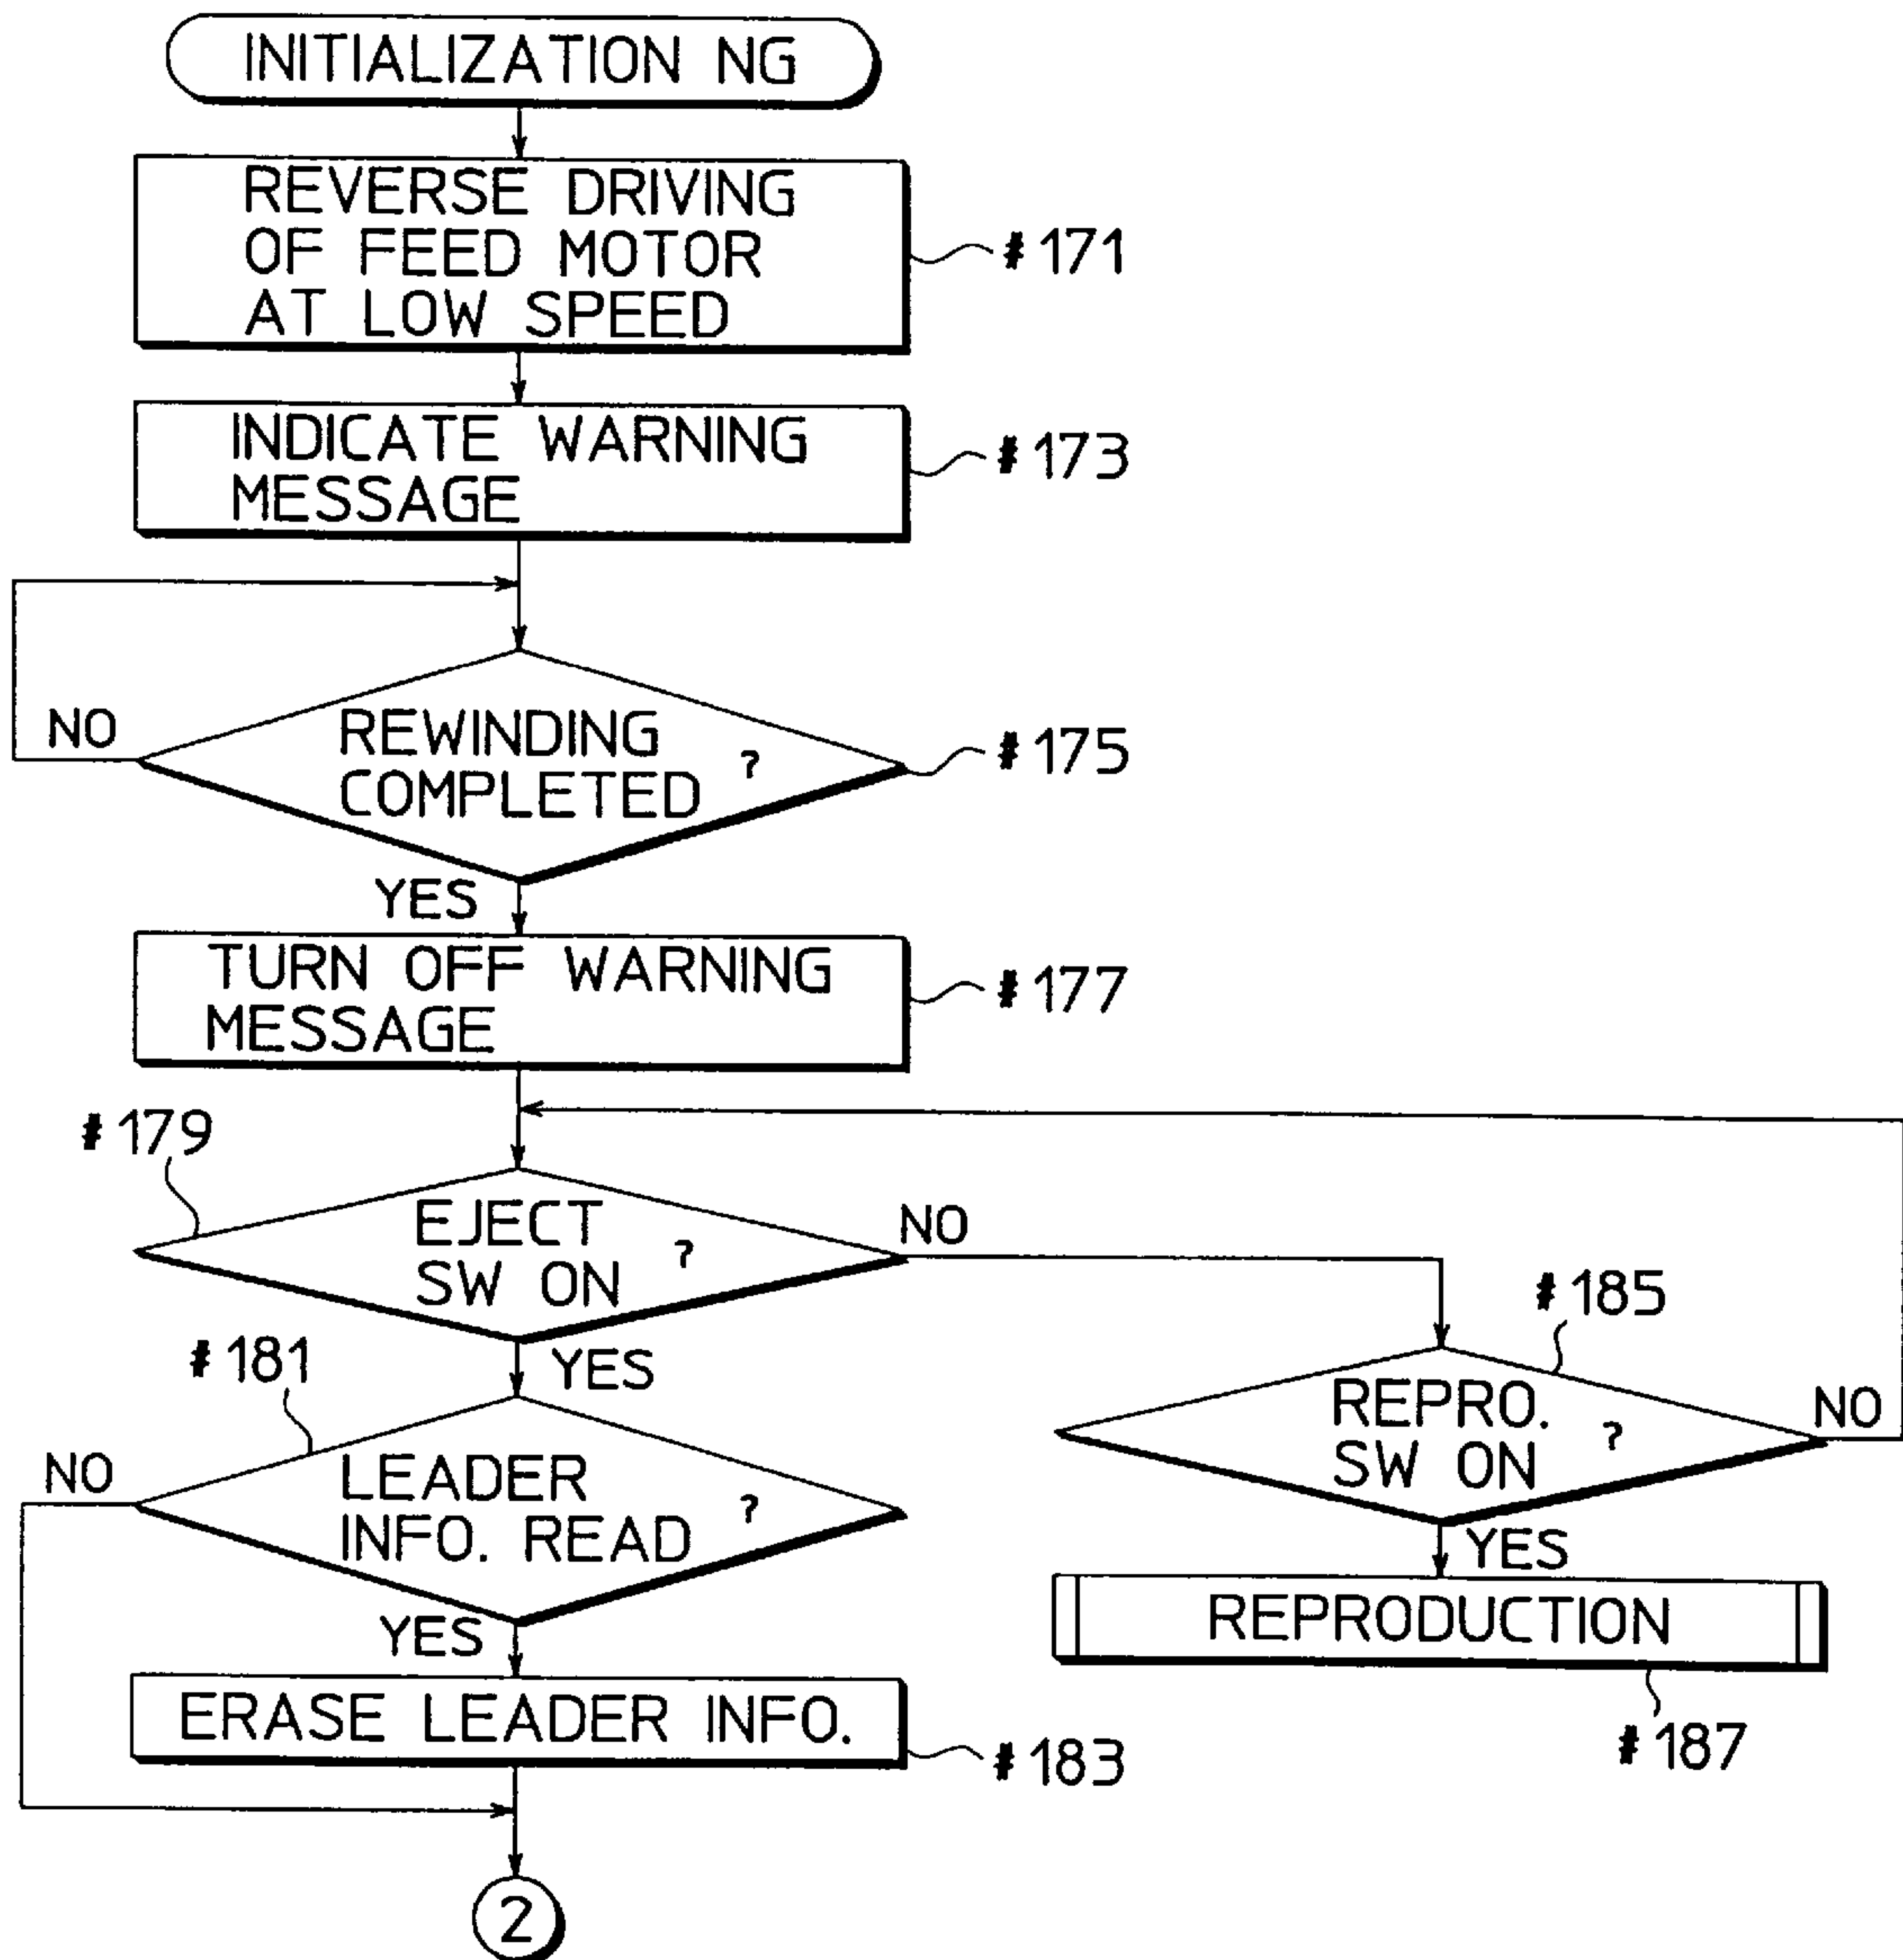 INITIALIZATION NG
REVERSE DRIVING
OF FEED MOTOR
AT LOW SPEED
#171
INDICATE WARNING
MESSAGE
#173
NO
REWINDING
COMPLETED ?
#175
YES
TURN OFF WARNING
MESSAGE
#177
#179
EJECT
SW ON ?
NO
YES
#185
REPRO.
SW ON ?
NO
YES
REPRODUCTION
#187
#181
NO
LEADER
INFO. READ ?
YES
ERASE LEADER INFO.
#183
2